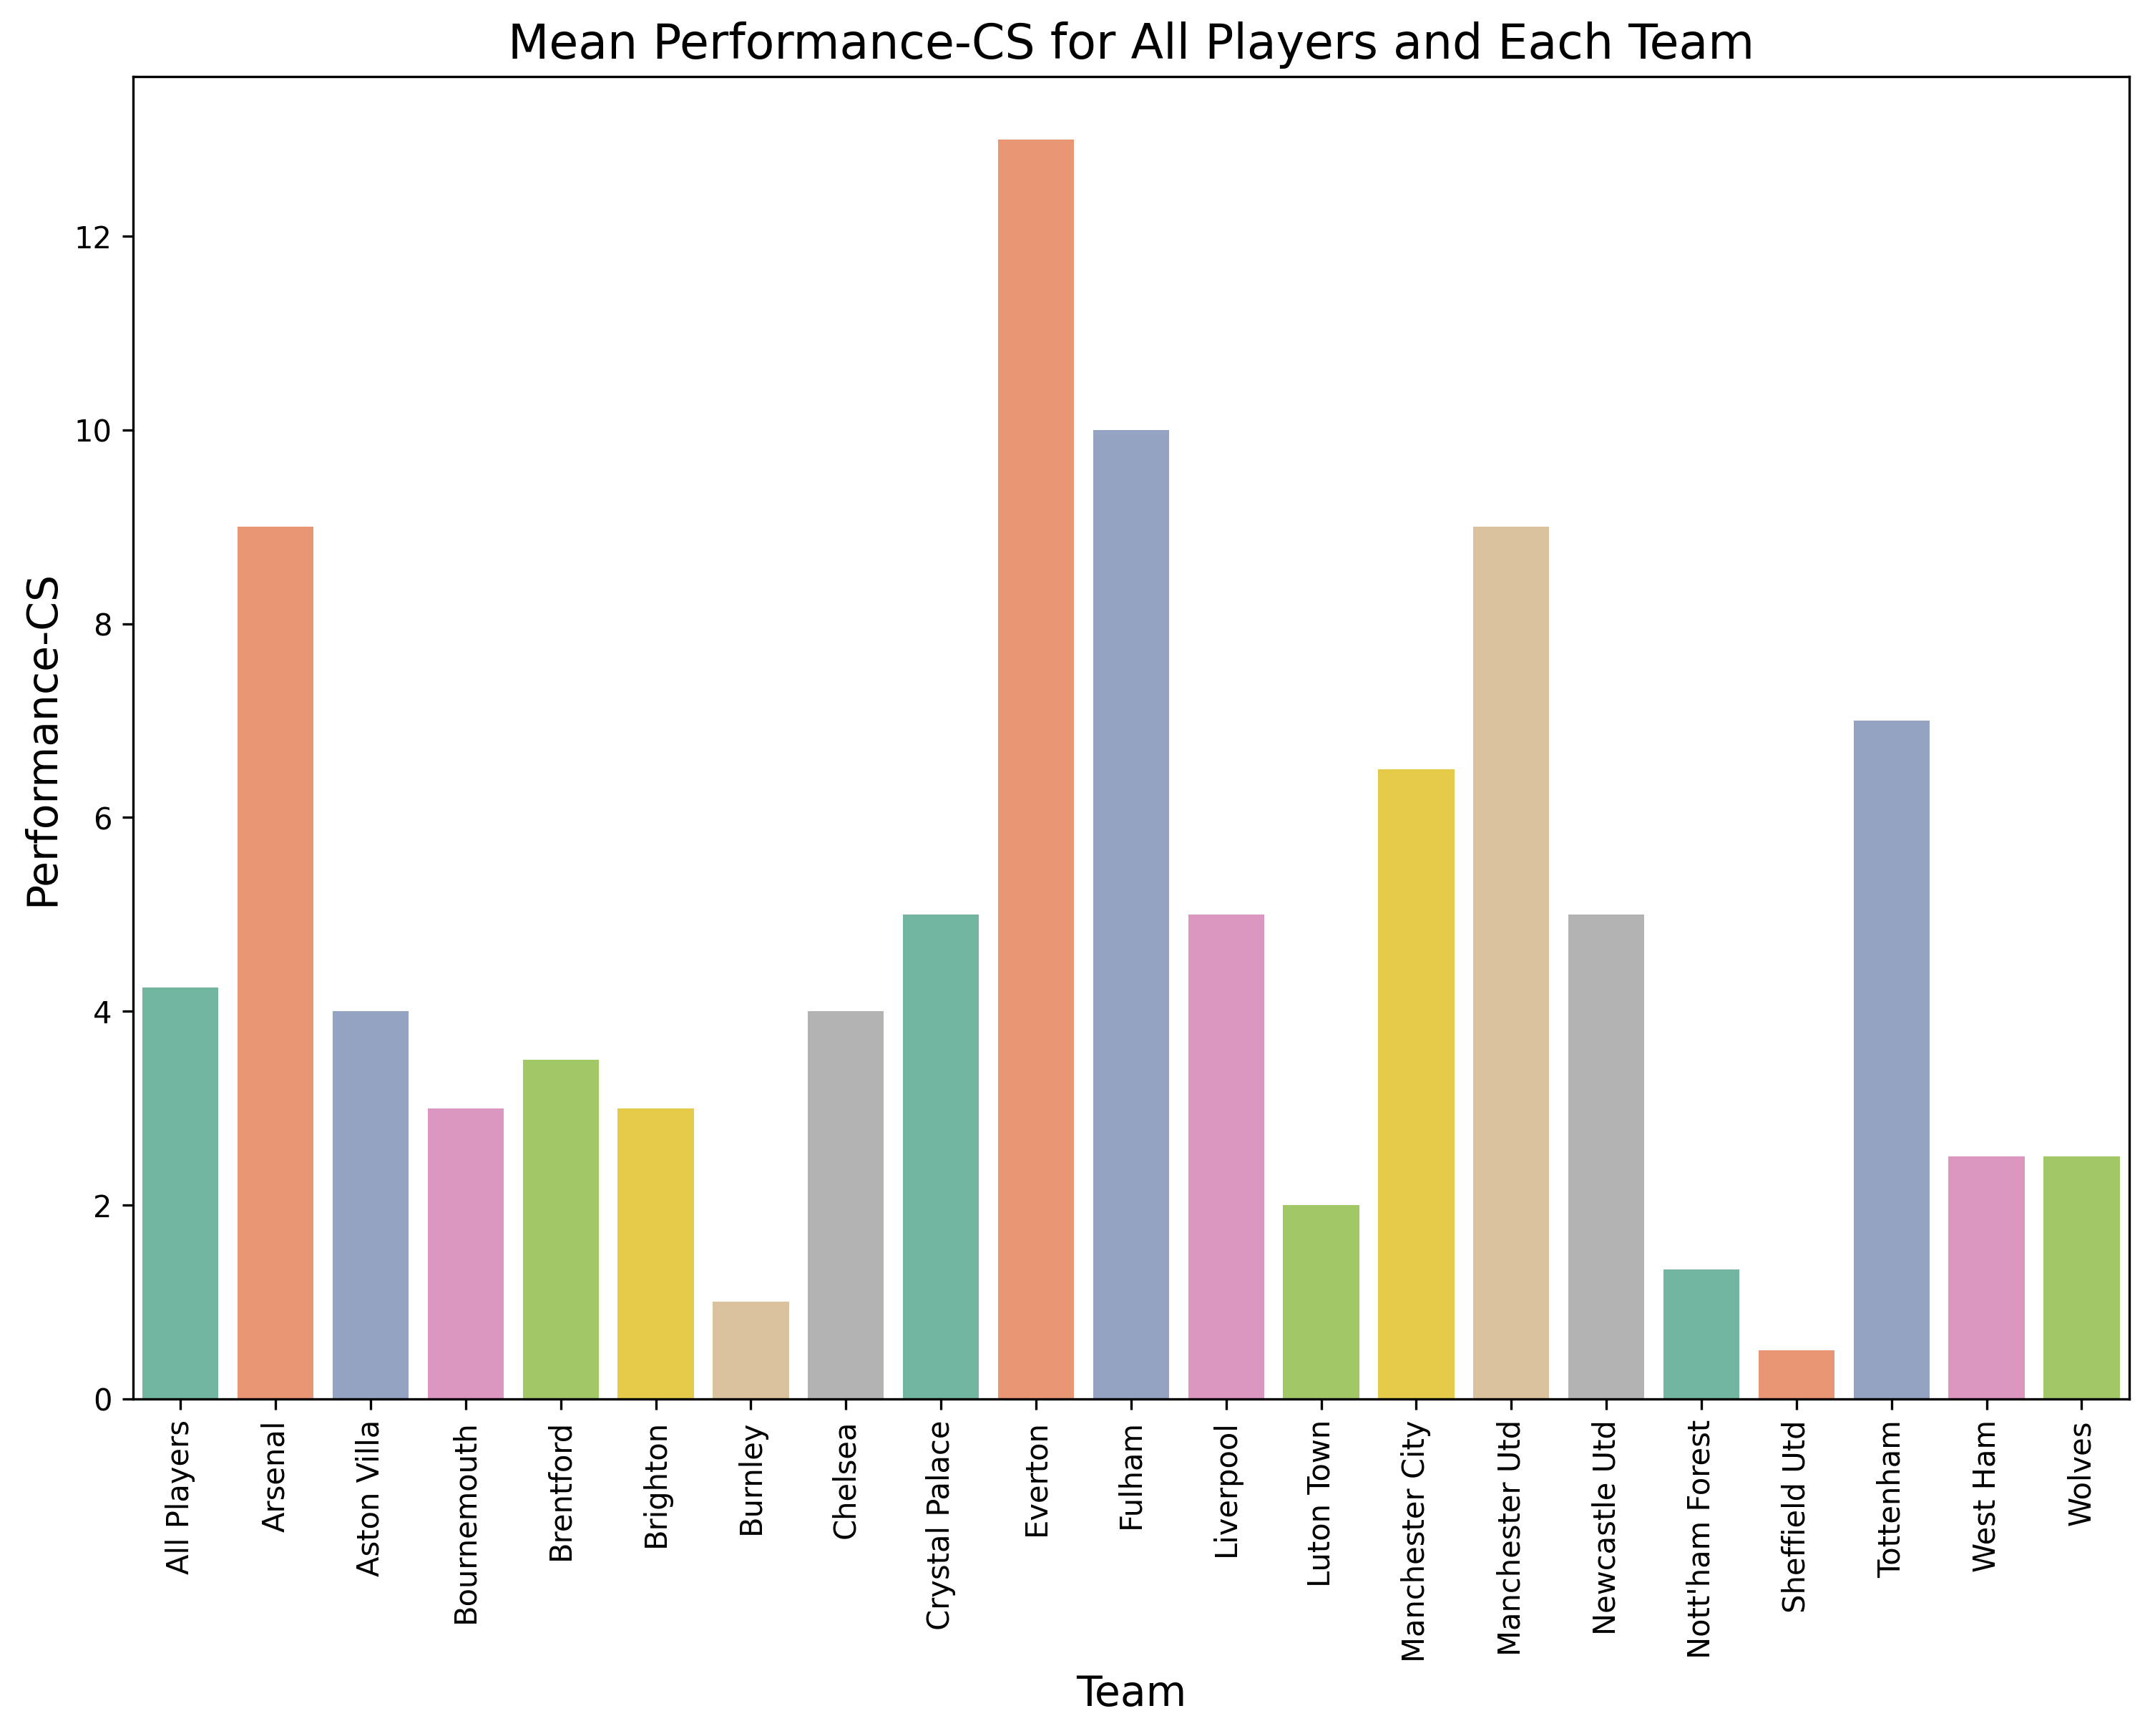 Mean Performance-CS for All Players and Each Team
Performance-CS
12
10
8
6
4
2
0
All Players
Arsenal
Aston Villa
Bournemouth
Brentford
Brighton
Burnley
Chelsea
Crystal Palace
Everton
Fulham
Liverpool
Luton Town
Manchester City
Manchester Utd
Newcastle Utd
Nott'ham Forest
Sheffield Utd
Tottenham
West Ham
Wolves
Team